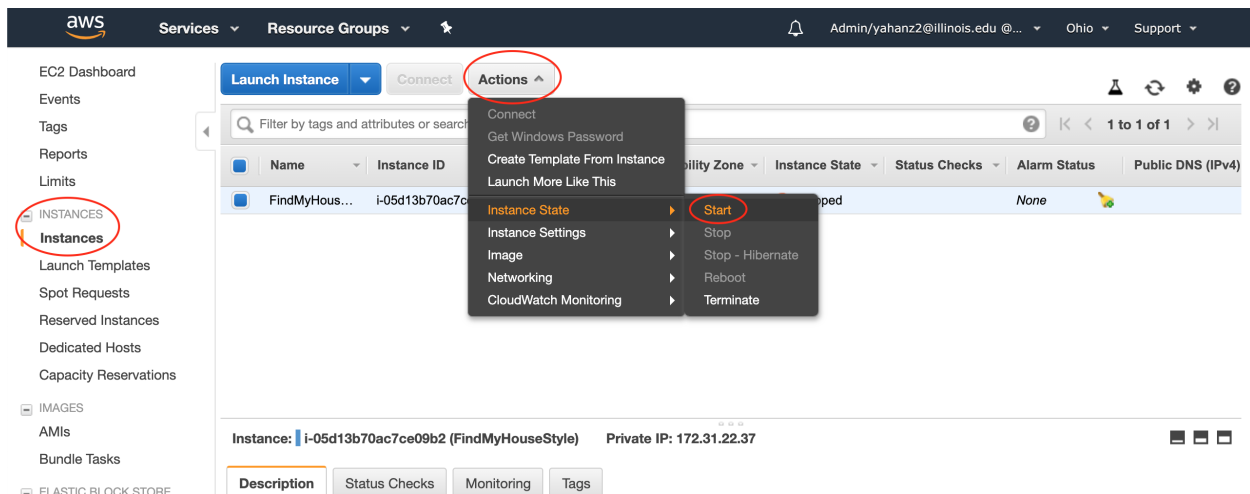 aws Services Resource Groups Admin/yahanz2@illinois.edu @... Ohio Support
EC2 Dashboard
Events
Tags
Reports
Limits
INSTANCES
Instances
Launch Templates
Spot Requests
Reserved Instances
Dedicated Hosts
Capacity Reservations
IMAGES
AMIs
Bundle Tasks
ELASTIC BLOCK STORE
Launch Instance Connect Actions
Filter by tags and attributes or search 1 to 1 of 1
Name Instance ID bility Zone Instance State Status Checks Alarm Status Public DNS (IPv4)
FindMyHous... i-05d13b70ac7c pped None
Connect
Get Windows Password
Create Template From Instance
Launch More Like This
Instance State
Instance Settings
Image
Networking
CloudWatch Monitoring
Start
Stop
Stop - Hibernate
Reboot
Terminate
Instance: i-05d13b70ac7ce09b2 (FindMyHouseStyle) Private IP: 172.31.22.37
Description Status Checks Monitoring Tags